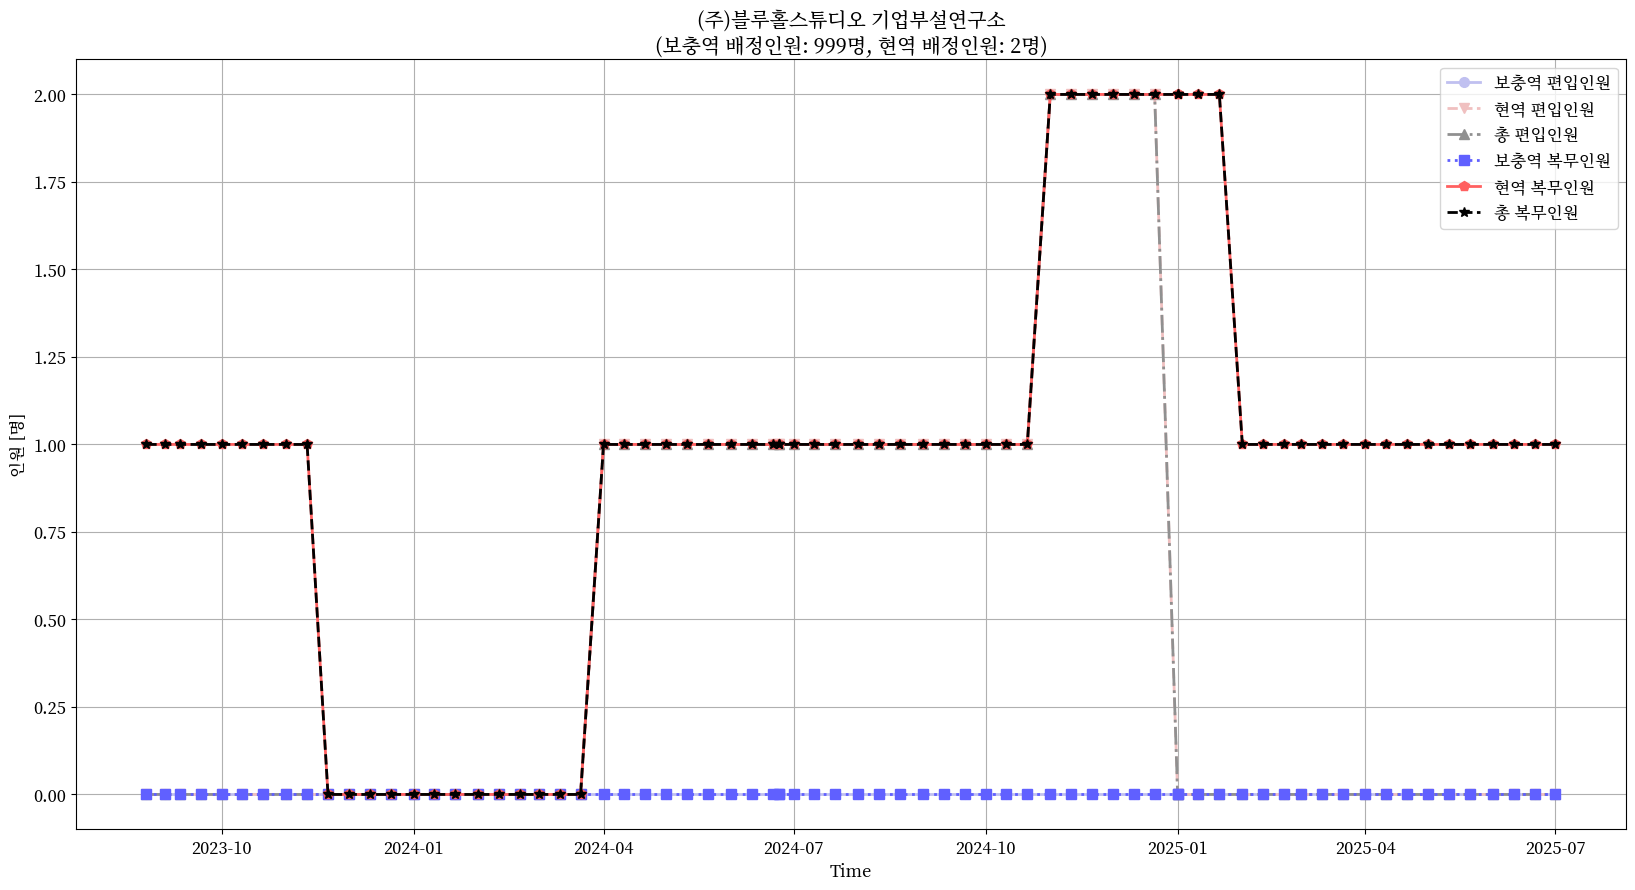 (주)블루홀스튜디오 기업부설연구소
(보충역 배정인원: 999명, 현역 배정인원: 2명)
보충역 편입인원
현역 편입인원
총 편입인원
보충역 복무인원
현역 복무인원
총 복무인원
2.00
1.75
1.50
1.25
1.00
0.75
0.50
0.25
0.00
인원 [명]
2023-10
2024-01
2024-04
2024-07
2024-10
2025-01
2025-04
2025-07
Time